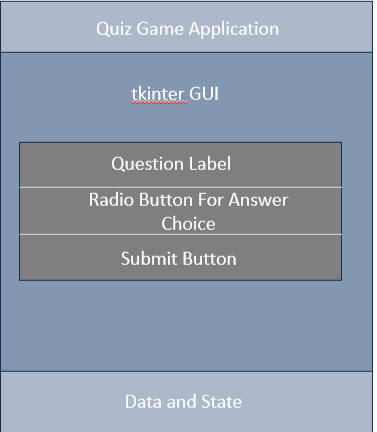 Quiz Game Application
tkinter GUI
Question Label
Radio Button For Answer
Choice
Submit Button
Data and State